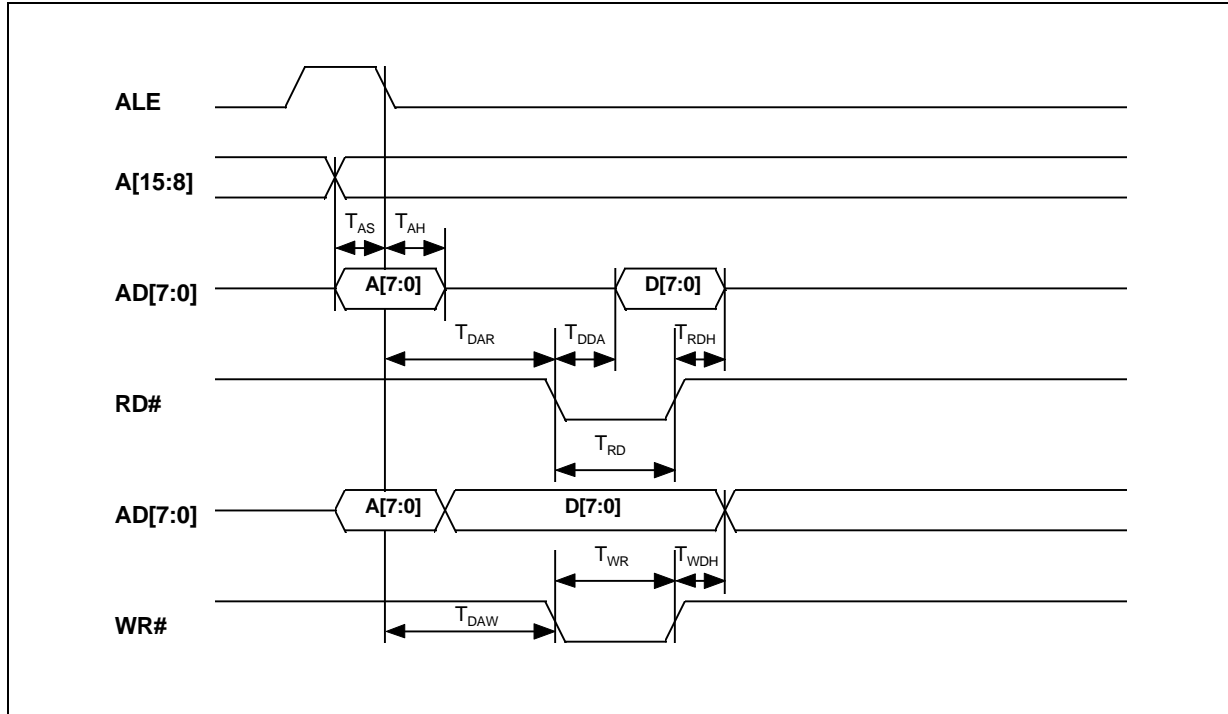 ALE
A[15:8]
T_AS T_AH
AD[7:0] A[7:0] D[7:0]
T_DAR T_DDA T_RDH
RD#
T_RD
AD[7:0] A[7:0] D[7:0]
T_WR T_WDH
WR# T_DAW